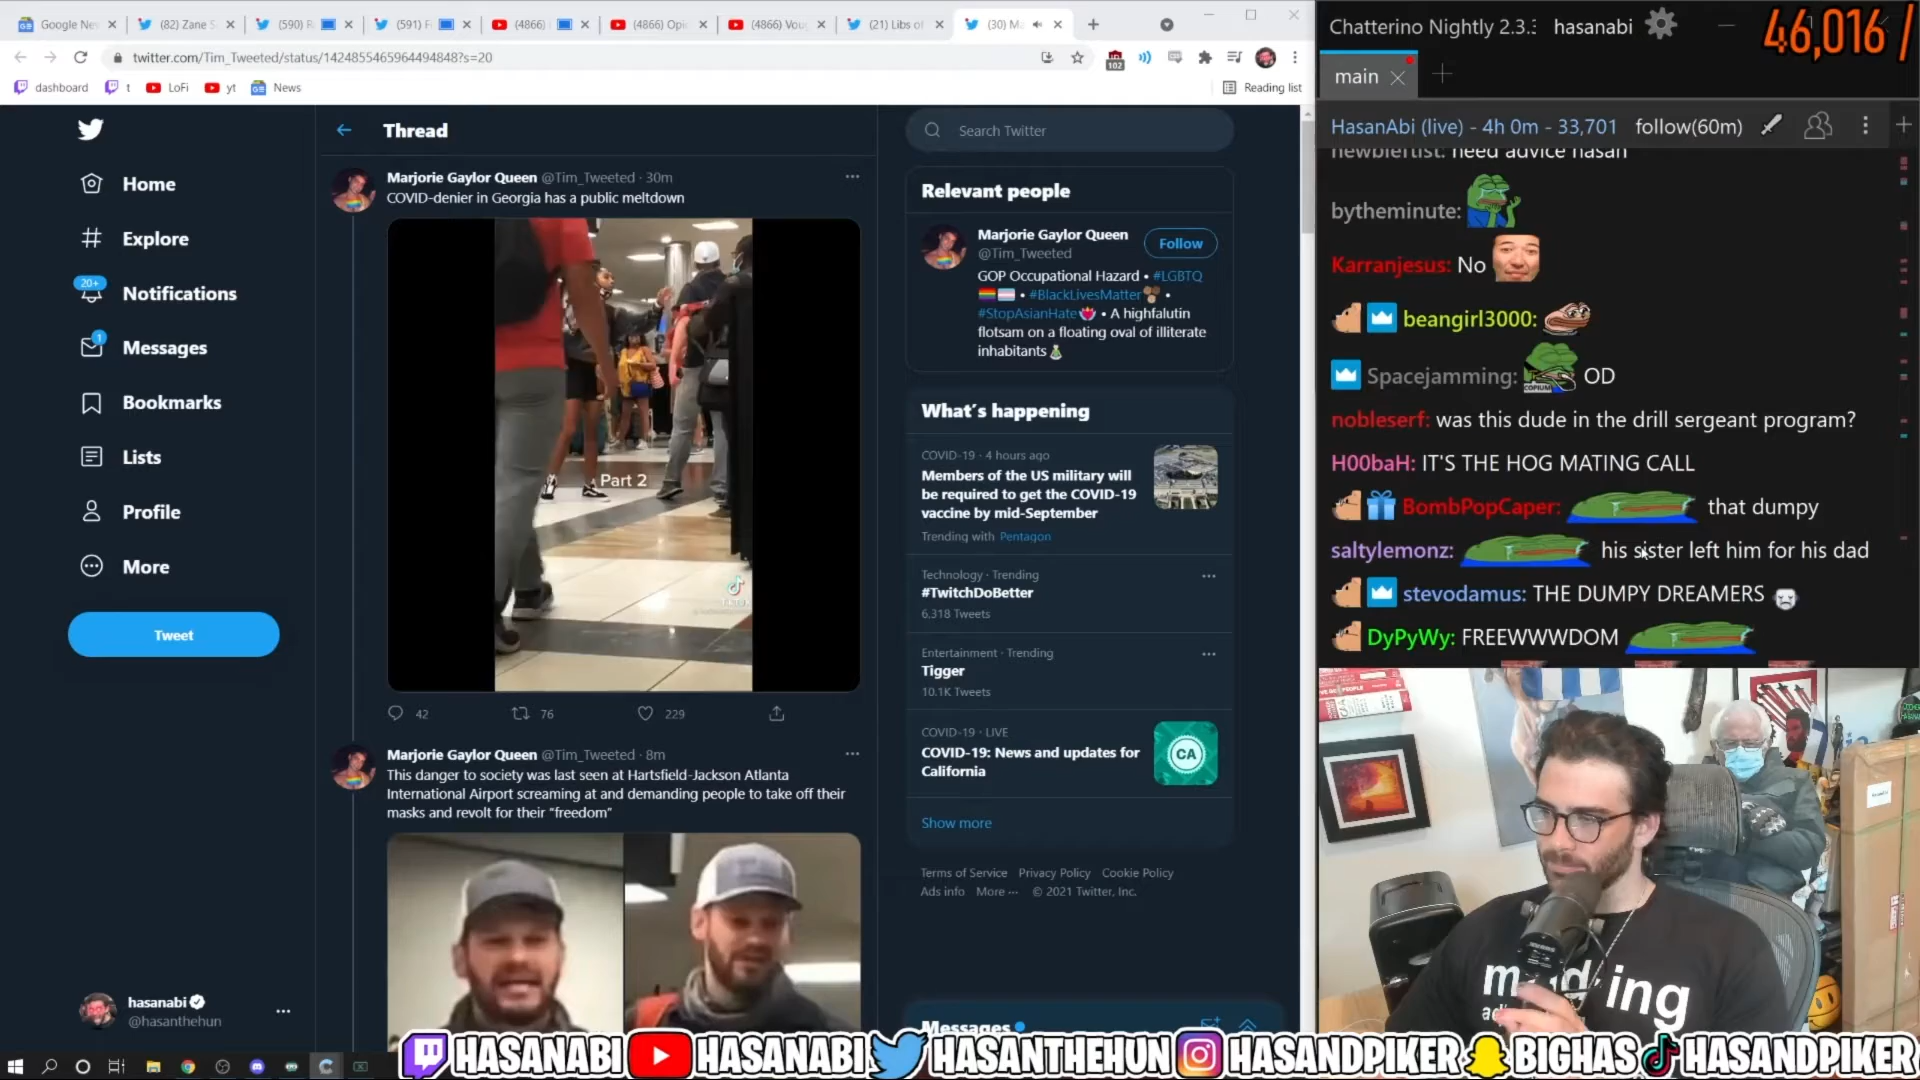 Google Nev
(82) Zane S
(590) R
(591) F
(4866)
(4866) Opi
(4866) Vou
(21) Libs of
(30) M
twitter.com/Tim_Tweeted/status/1424855465964494848?s=20
102
dashboard
t
LoFi
yt
News
Reading list
Home
Explore
20+
Notifications
1
Messages
Bookmarks
Lists
Profile
More
Tweet
hasanabi
@hasanthehun
Thread
Marjorie Gaylor Queen @Tim_Tweeted · 30m
COVID-denier in Georgia has a public meltdown
Part 2
42
76
229
Marjorie Gaylor Queen @Tim_Tweeted · 8m
This danger to society was last seen at Hartsfield-Jackson Atlanta
International Airport screaming at and demanding people to take off their
masks and revolt for their "freedom"
Search Twitter
Relevant people
Marjorie Gaylor Queen
@Tim_Tweeted
Follow
GOP Occupational Hazard • #LGBTQ
• #BlackLivesMatter •
#StopAsianHate • A highfalutin
flotsam on a floating oval of illiterate
inhabitants
What's happening
COVID-19 · 4 hours ago
Members of the US military will
be required to get the COVID-19
vaccine by mid-September
Trending with Pentagon
Technology · Trending
#TwitchDoBetter
6,318 Tweets
Entertainment · Trending
Tigger
10.1K Tweets
COVID-19 · LIVE
COVID-19: News and updates for
California
CA
Show more
Terms of Service Privacy Policy Cookie Policy
Ads info More ··· © 2021 Twitter, Inc.
Messages
Chatterino Nightly 2.3.
hasanabi
46,016 /
main
HasanAbi (live) - 4h 0m - 33,701
follow(60m)
newbiertist: need advice hasan
bytheminute:
Karranjesus: No
beangirl3000:
Spacejamming: OD
COPIUM
nobleserf: was this dude in the drill sergeant program?
H00baH: IT'S THE HOG MATING CALL
BombPopCaper: that dumpy
saltylemonz: his sister left him for his dad
stevodamus: THE DUMPY DREAMERS
DyPyWy: FREEWWWDOM
HASANABI
HASANABI
HASANTHEHUN
HASANDPIKER
BIGHAS
HASANDPIKER